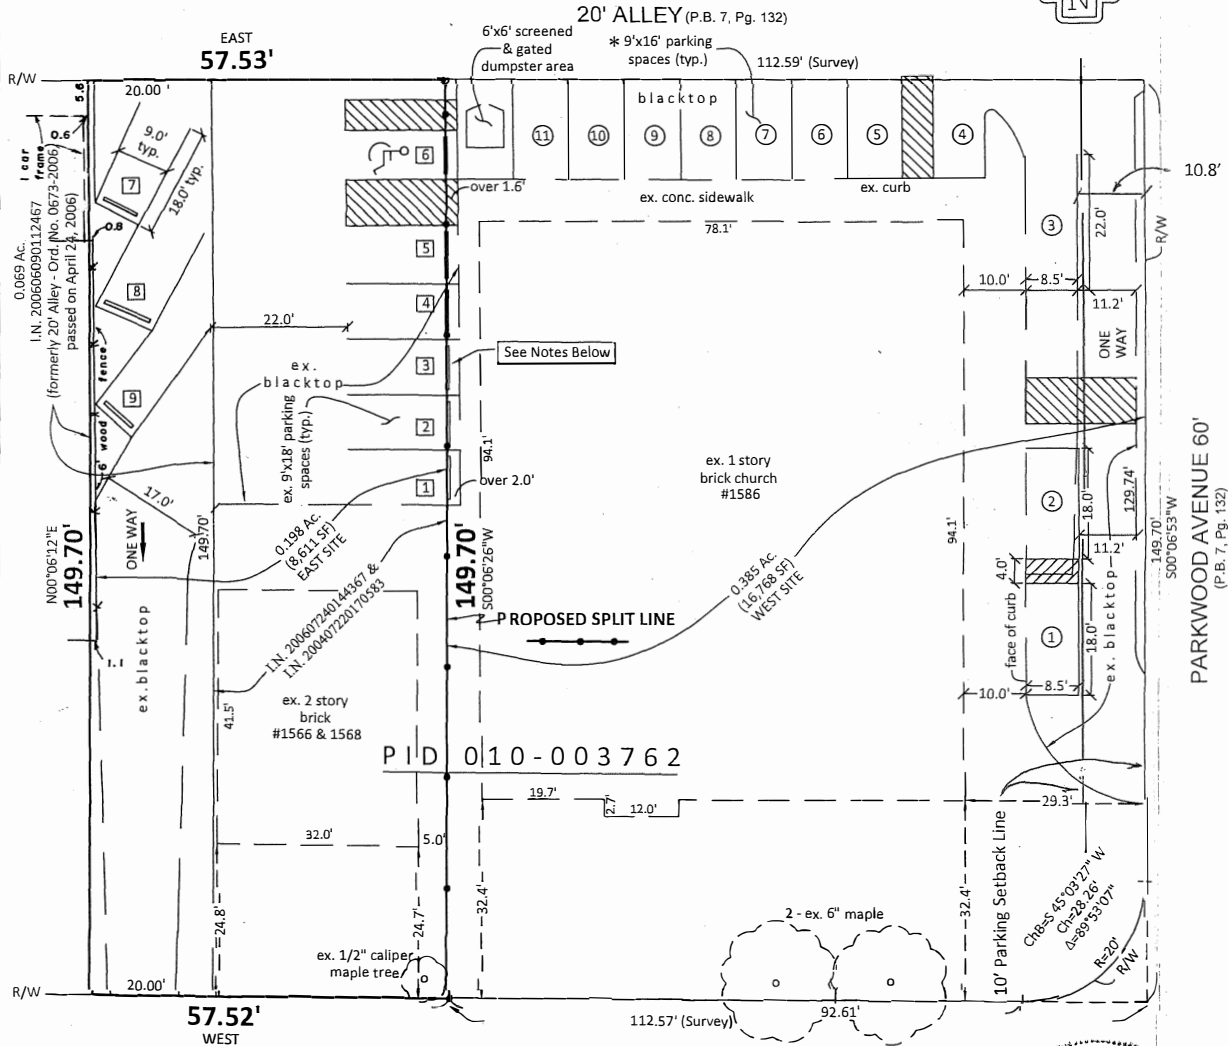 20' ALLEY (P.B. 7, Pg. 132)
N
EAST
57.53'
6'x6' screened
& gated
dumpster area
* 9'x16' parking
spaces (typ.)
112.59' (Survey)
R/W
20.00 '
5.6
0.6
1 car
frame
9.0'
typ.
18.0' typ.
7
0.8
8
9
blacktop
11
10
9
8
7
6
5
4
6
over 1.6'
ex. conc. sidewalk
ex. curb
78.1'
10.8'
R/W
3
22.0'
10.0'
8.5'
11.2'
ONE
WAY
0.069 Ac.
I.N. 200606090112467
(formerly 20' Alley - Ord. No. 0673-2006)
passed on April 24, 2006)
5
4
3
2
1
22.0'
ex.
blacktop
See Notes Below
ex. 9'x18' parking
spaces (typ.)
6' wood fence
94.1'
over 2.0'
ex. 1 story
brick church
#1586
94.1'
2
18.0'
129.74'
11.2'
4.0'
1
18.0'
8.5'
10.0'
face of curb
ex. blacktop
149.70'
S00°06'53"W
PARKWOOD AVENUE 60'
(P.B. 7, Pg. 132)
17.0'
ONE WAY
149.70'
N00°06'12"E
149.70'
0.198 Ac.
(8,611 SF)
EAST SITE
149.70'
S00°06'26"W
0.385 Ac.
(16,768 SF)
WEST SITE
I.N. 200607240144367 &
I.N. 200407220170583
PROPOSED SPLIT LINE
1.1
ex.blacktop
41.5'
ex. 2 story
brick
#1566 & 1568
PID 010-003762
19.7'
2.7'
12.0'
29.3'
32.0'
5.0'
24.8'
24.7'
32.4'
32.4'
10' Parking Setback Line
ChB=S 45°03'27" W
Ch=28.26'
Δ=89°53'07"
R=20'
R/W
2 - ex. 6" maple
ex. 1/2" caliper
maple tree
R/W
20.00'
57.52'
WEST
112.57' (Survey)
92.61'